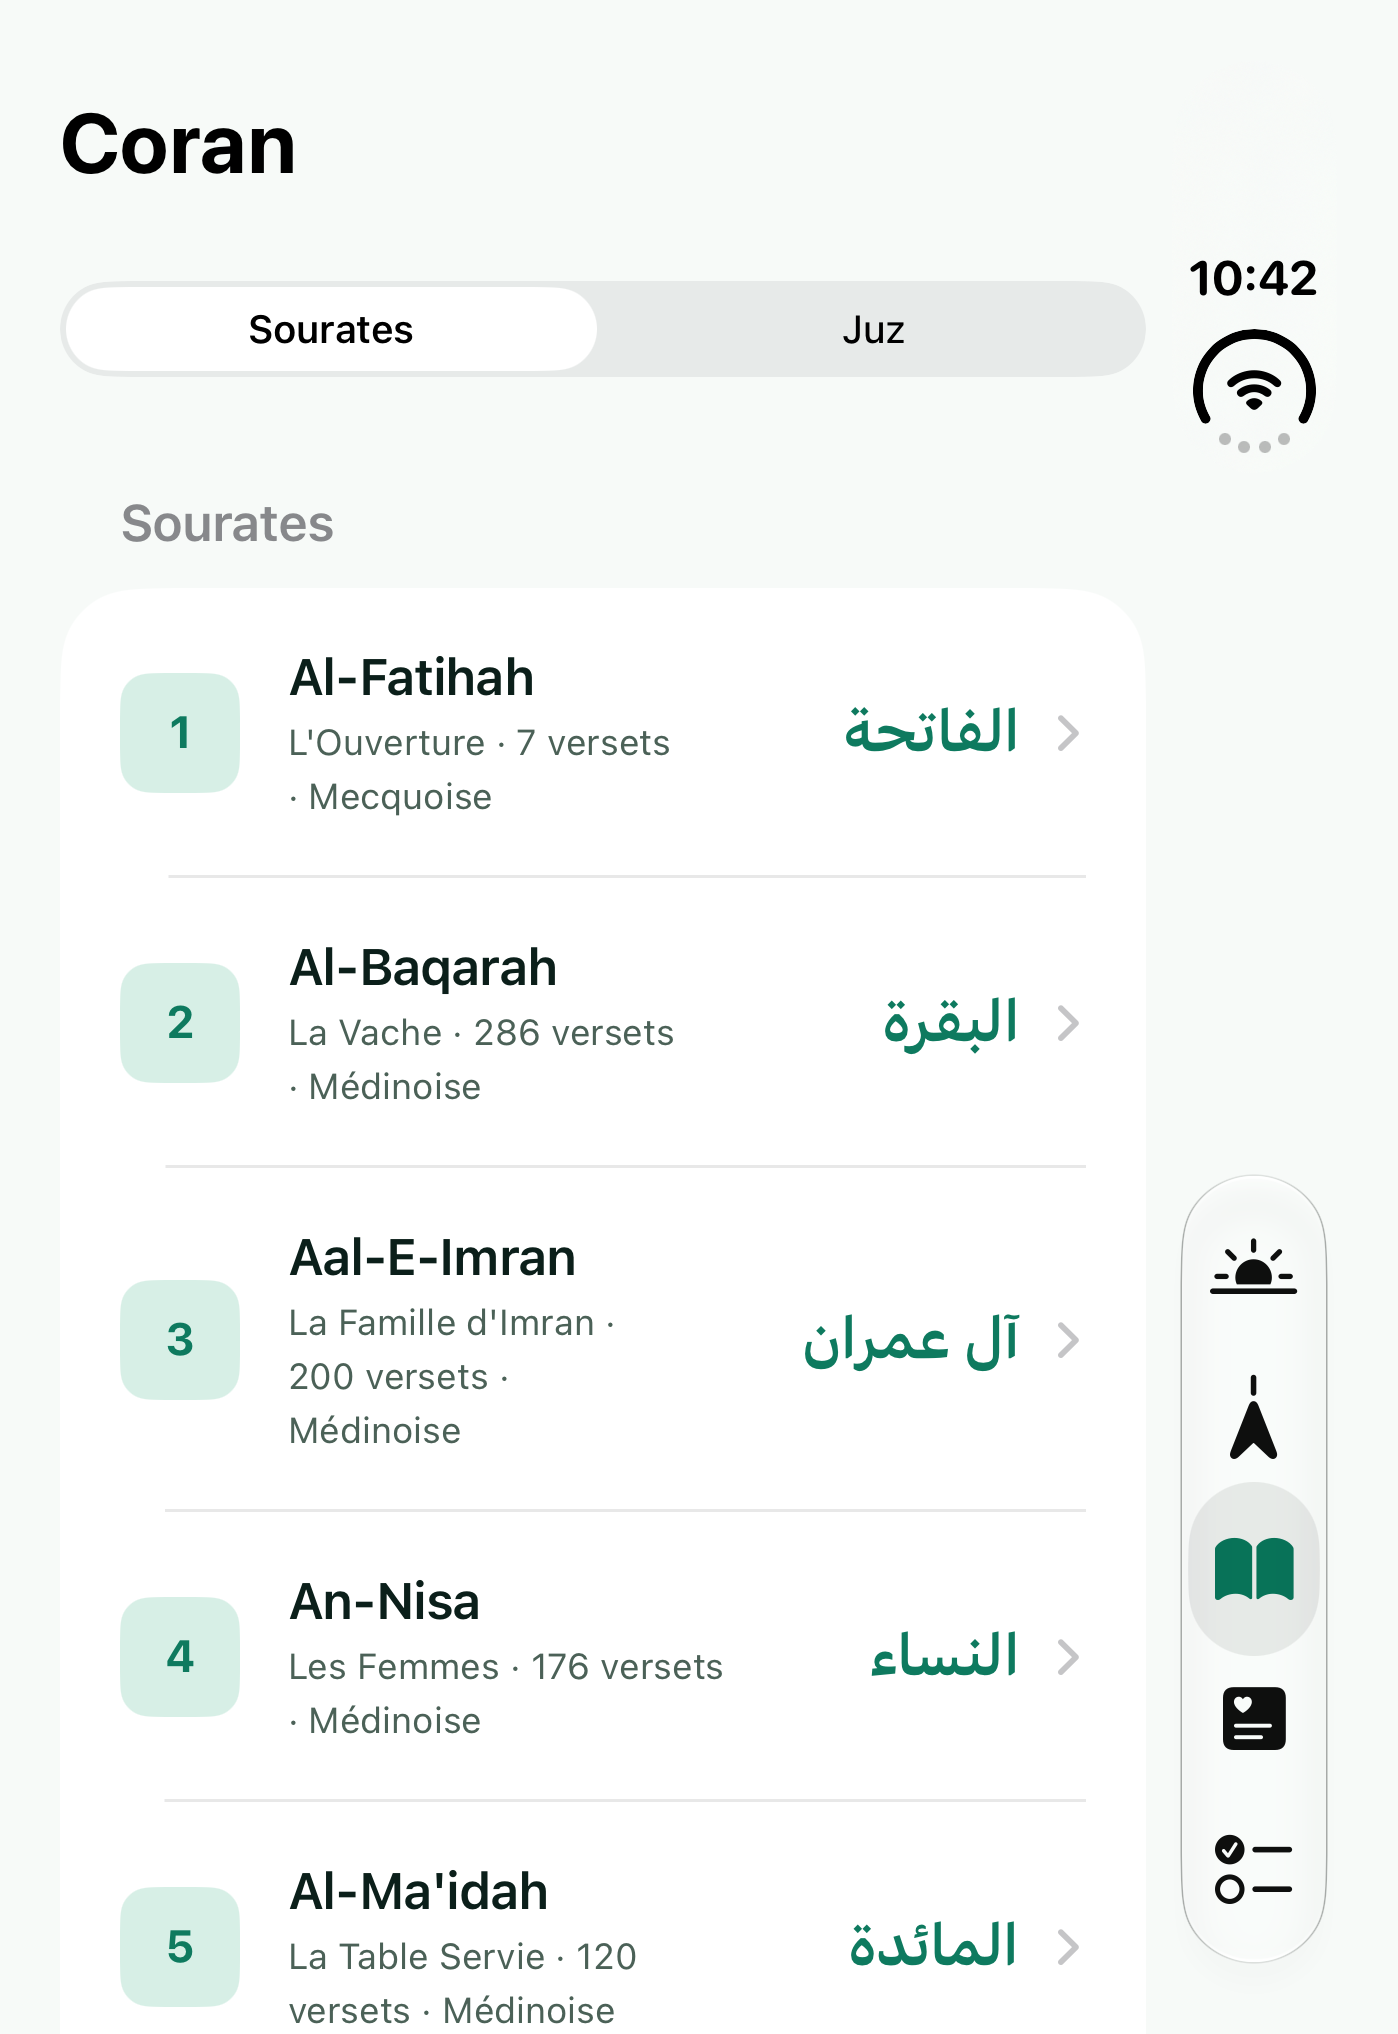 Coran
10:42
Sourates
Juz
Sourates
1
Al-Fatihah
L'Ouverture · 7 versets
· Mecquoise
الفاتحة
2
Al-Baqarah
La Vache · 286 versets
· Médinoise
البقرة
3
Aal-E-Imran
La Famille d'Imran ·
200 versets ·
Médinoise
آل عمران
4
An-Nisa
Les Femmes · 176 versets
· Médinoise
النساء
5
Al-Ma'idah
La Table Servie · 120
versets · Médinoise
المائدة